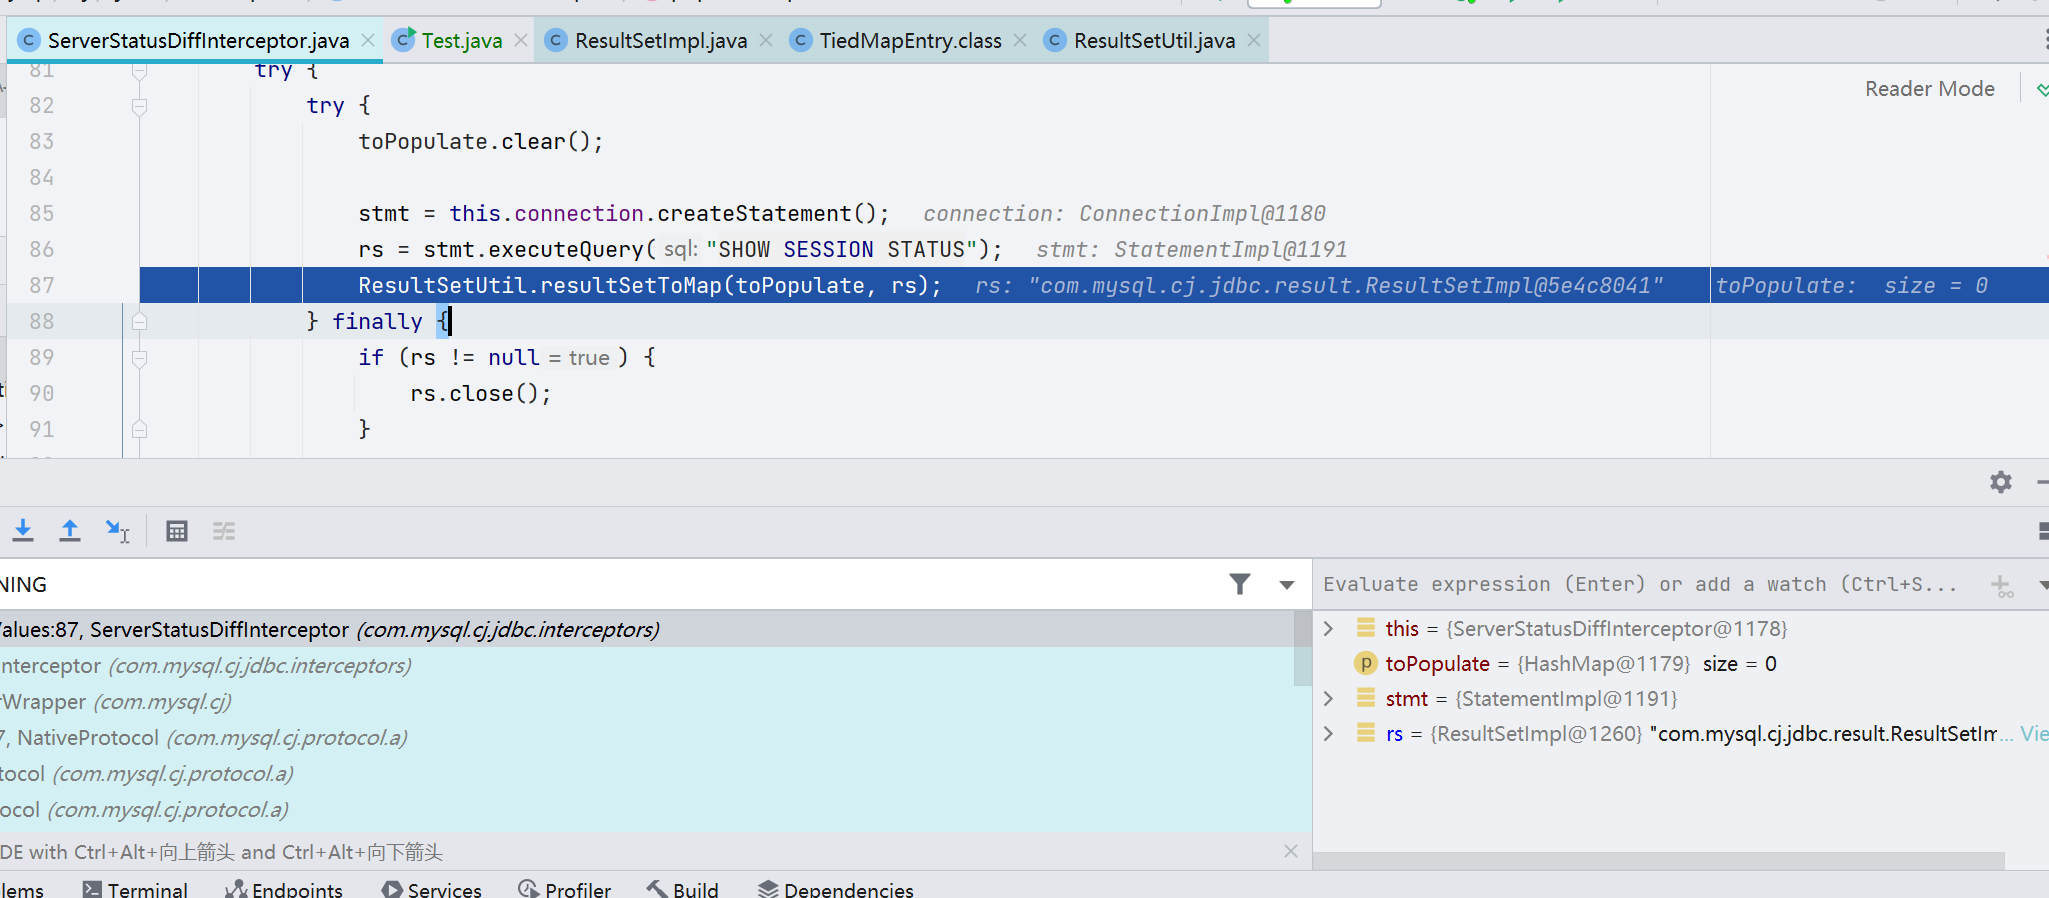 ServerStatusDiffInterceptor.java Test.java ResultSetImpl.java TiedMapEntry.class ResultSetUtil.java
81 try {
Reader Mode
82 try {
83 toPopulate.clear();
84
85 stmt = this.connection.createStatement(); connection: ConnectionImpl@1180
86 rs = stmt.executeQuery( sql: "SHOW SESSION STATUS"); stmt: StatementImpl@1191
87 ResultSetUtil.resultSetToMap(toPopulate, rs); rs: "com.mysql.cj.jdbc.result.ResultSetImpl@5e4c8041" toPopulate: size = 0
88 } finally {
89 if (rs != null = true ) {
90 rs.close();
91 }
NING
Evaluate expression (Enter) or add a watch (Ctrl+S...
alues:87, ServerStatusDiffInterceptor (com.mysql.cj.jdbc.interceptors)
nterceptor (com.mysql.cj.jdbc.interceptors)
rWrapper (com.mysql.cj)
7, NativeProtocol (com.mysql.cj.protocol.a)
tocol (com.mysql.cj.protocol.a)
ocol (com.mysql.cj.protocol.a)
DE with Ctrl+Alt+向上箭头 and Ctrl+Alt+向下箭头
this = {ServerStatusDiffInterceptor@1178}
p toPopulate = {HashMap@1179} size = 0
stmt = {StatementImpl@1191}
rs = {ResultSetImpl@1260} "com.mysql.cj.jdbc.result.ResultSetIm... Vie
lems Terminal Endpoints Services Profiler Build Dependencies